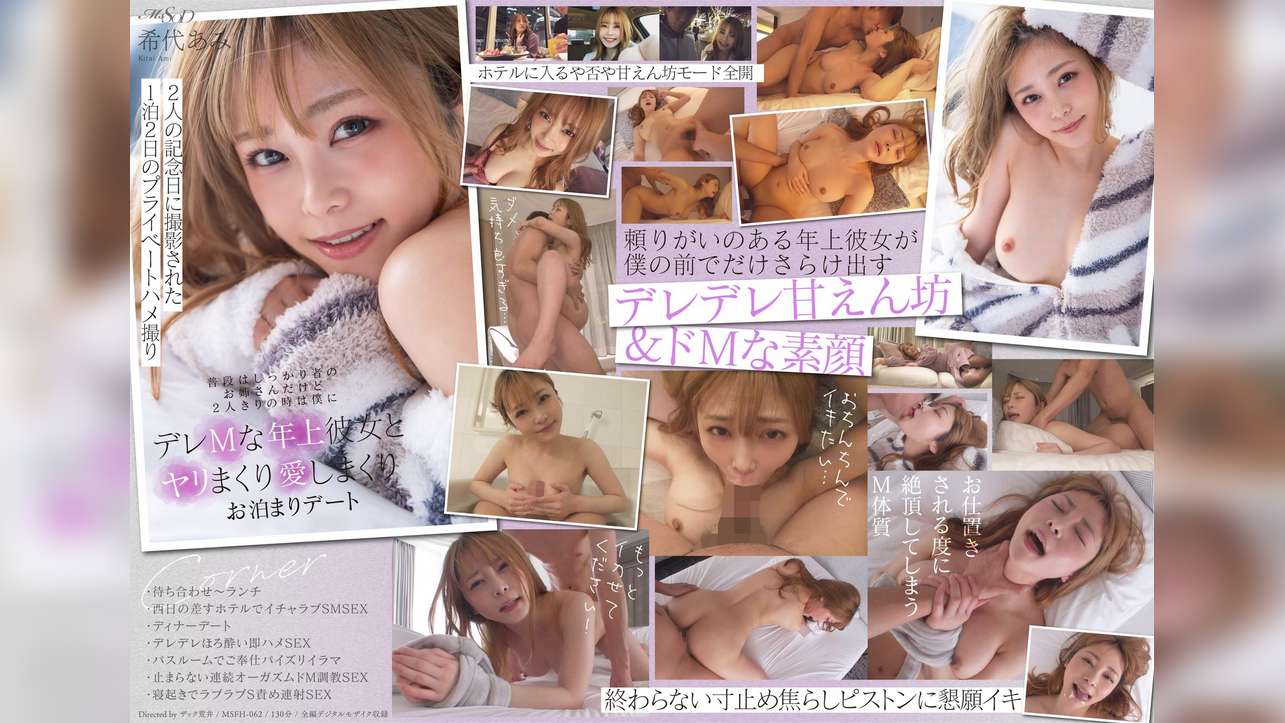 Ms.SOD
希代あみ
Kitai Ami
2人の記念日に撮影された
1泊2日のプライベートハメ撮り
普段はしっかり者の
お姉さんだけど
2人きりの時は僕に
デレMな年上彼女と
ヤリまくり愛しまくり
お泊まりデート
ホテルに入るや否や甘えん坊モード全開
ダメ
気持ち良すぎる…
頼りがいのある年上彼女が
僕の前でだけさらけ出す
デレデレ甘えん坊
&ドMな素顔
おちんちんで
イキたい…
お仕置き
される度に
絶頂してしまう
M体質
もっと
イカせて
ください!
終わらない寸止め焦らしピストンに懇願イキ
Corner
・待ち合わせ~ランチ
・西日の差すホテルでイチャラブSMSEX
・ディナーデート
・デレデレほろ酔い即ハメSEX
・バスルームでご奉仕パイズリイラマ
・止まらない連続オーガズムドM調教SEX
・寝起きでラブラブS責め連射SEX
Directed by ザック荒井 / MSFH-062 / 130分 / 全編デジタルモザイク収録